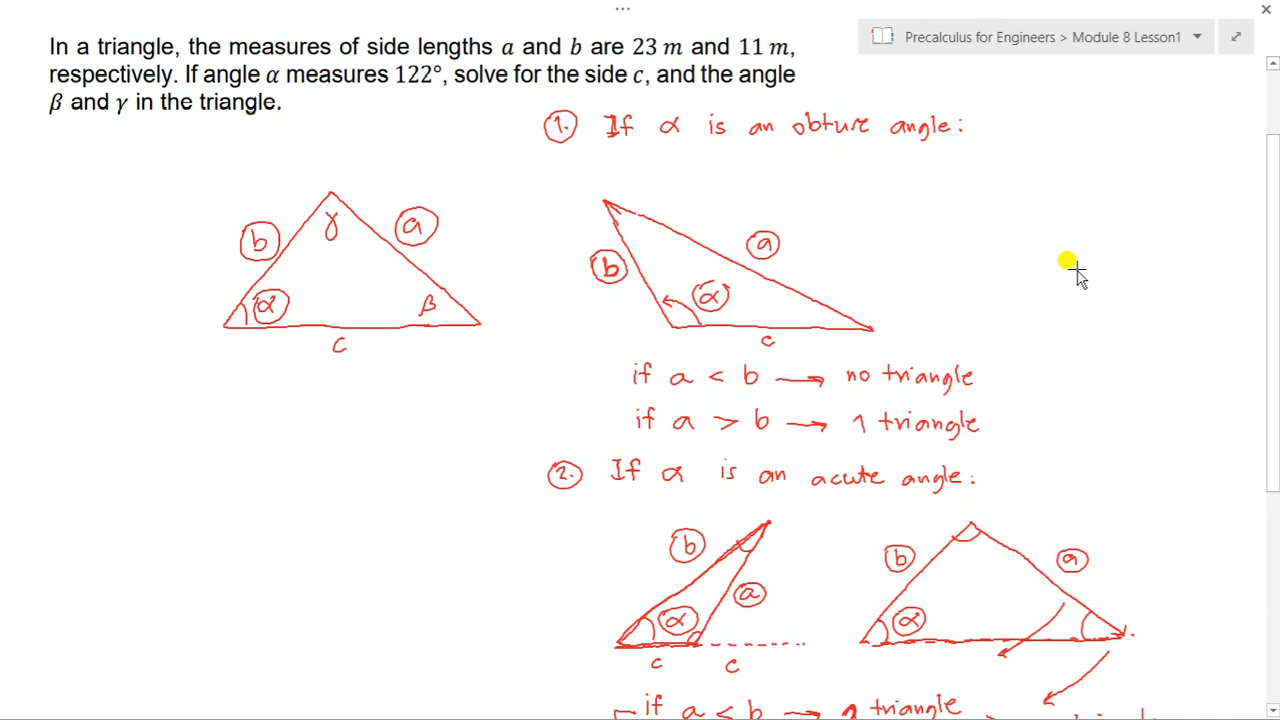 ...
Precalculus for Engineers > Module 8 Lesson1
In a triangle, the measures of side lengths a and b are 23 m and 11 m,
respectively. If angle α measures 122°, solve for the side c, and the angle
β and γ in the triangle.
1. If α is an obture angle:
b γ a
α β
c
b a
α
c
if a < b → no triangle
if a > b → 1 triangle
2. If α is an acute angle:
b a
α
c c
b a
α
if a < b → triangle